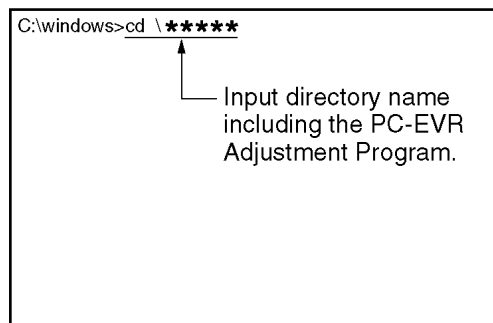 C:\windows>cd \*****
Input directory name
including the PC-EVR
Adjustment Program.